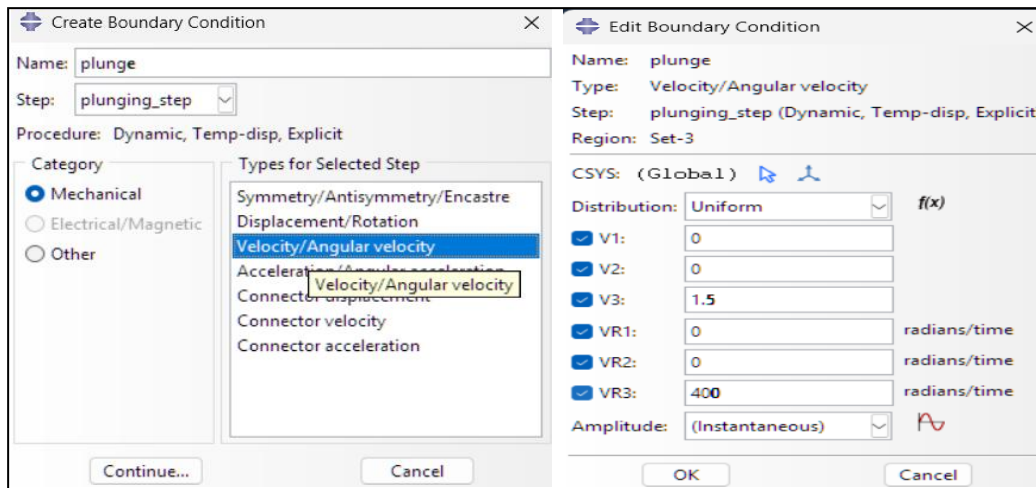 Create Boundary Condition
Name: plunge
Step: plunging_step
Procedure: Dynamic, Temp-disp, Explicit
Category
Mechanical
Electrical/Magnetic
Other
Types for Selected Step
Symmetry/Antisymmetry/Encastre
Displacement/Rotation
Velocity/Angular velocity
Acceleration/Angular acceleration
Velocity/Angular velocity
Connector displacement
Connector velocity
Connector acceleration
Continue...
Cancel
Edit Boundary Condition
Name: plunge
Type: Velocity/Angular velocity
Step: plunging_step (Dynamic, Temp-disp, Explicit
Region: Set-3
CSYS: (Global)
Distribution: Uniform f(x)
V1: 0
V2: 0
V3: 1.5
VR1: 0 radians/time
VR2: 0 radians/time
VR3: 400 radians/time
Amplitude: (Instantaneous)
OK
Cancel